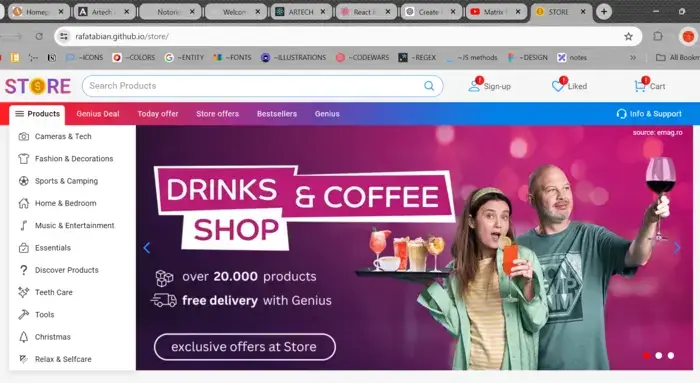 Homep
Artech
Notorio
Welcom
ARTECH
React
Create
Matrix
STORE
rafatabian.github.io/store/
~ICONS
~COLORS
~ENTITY
~FONTS
~ILLUSTRATIONS
~CODEWARS
~REGEX
~JS methods
~DESIGN
notes
All Bookm
STORE
Search Products
Sign-up
Liked
Cart
Products
Genius Deal
Today offer
Store offers
Bestsellers
Genius
Info & Support
Cameras & Tech
Fashion & Decorations
Sports & Camping
Home & Bedroom
Music & Entertainment
Essentials
Discover Products
Teeth Care
Tools
Christmas
Relax & Selfcare
source: emag.ro
DRINKS & COFFEE
SHOP
over 20.000 products
free delivery with Genius
exclusive offers at Store